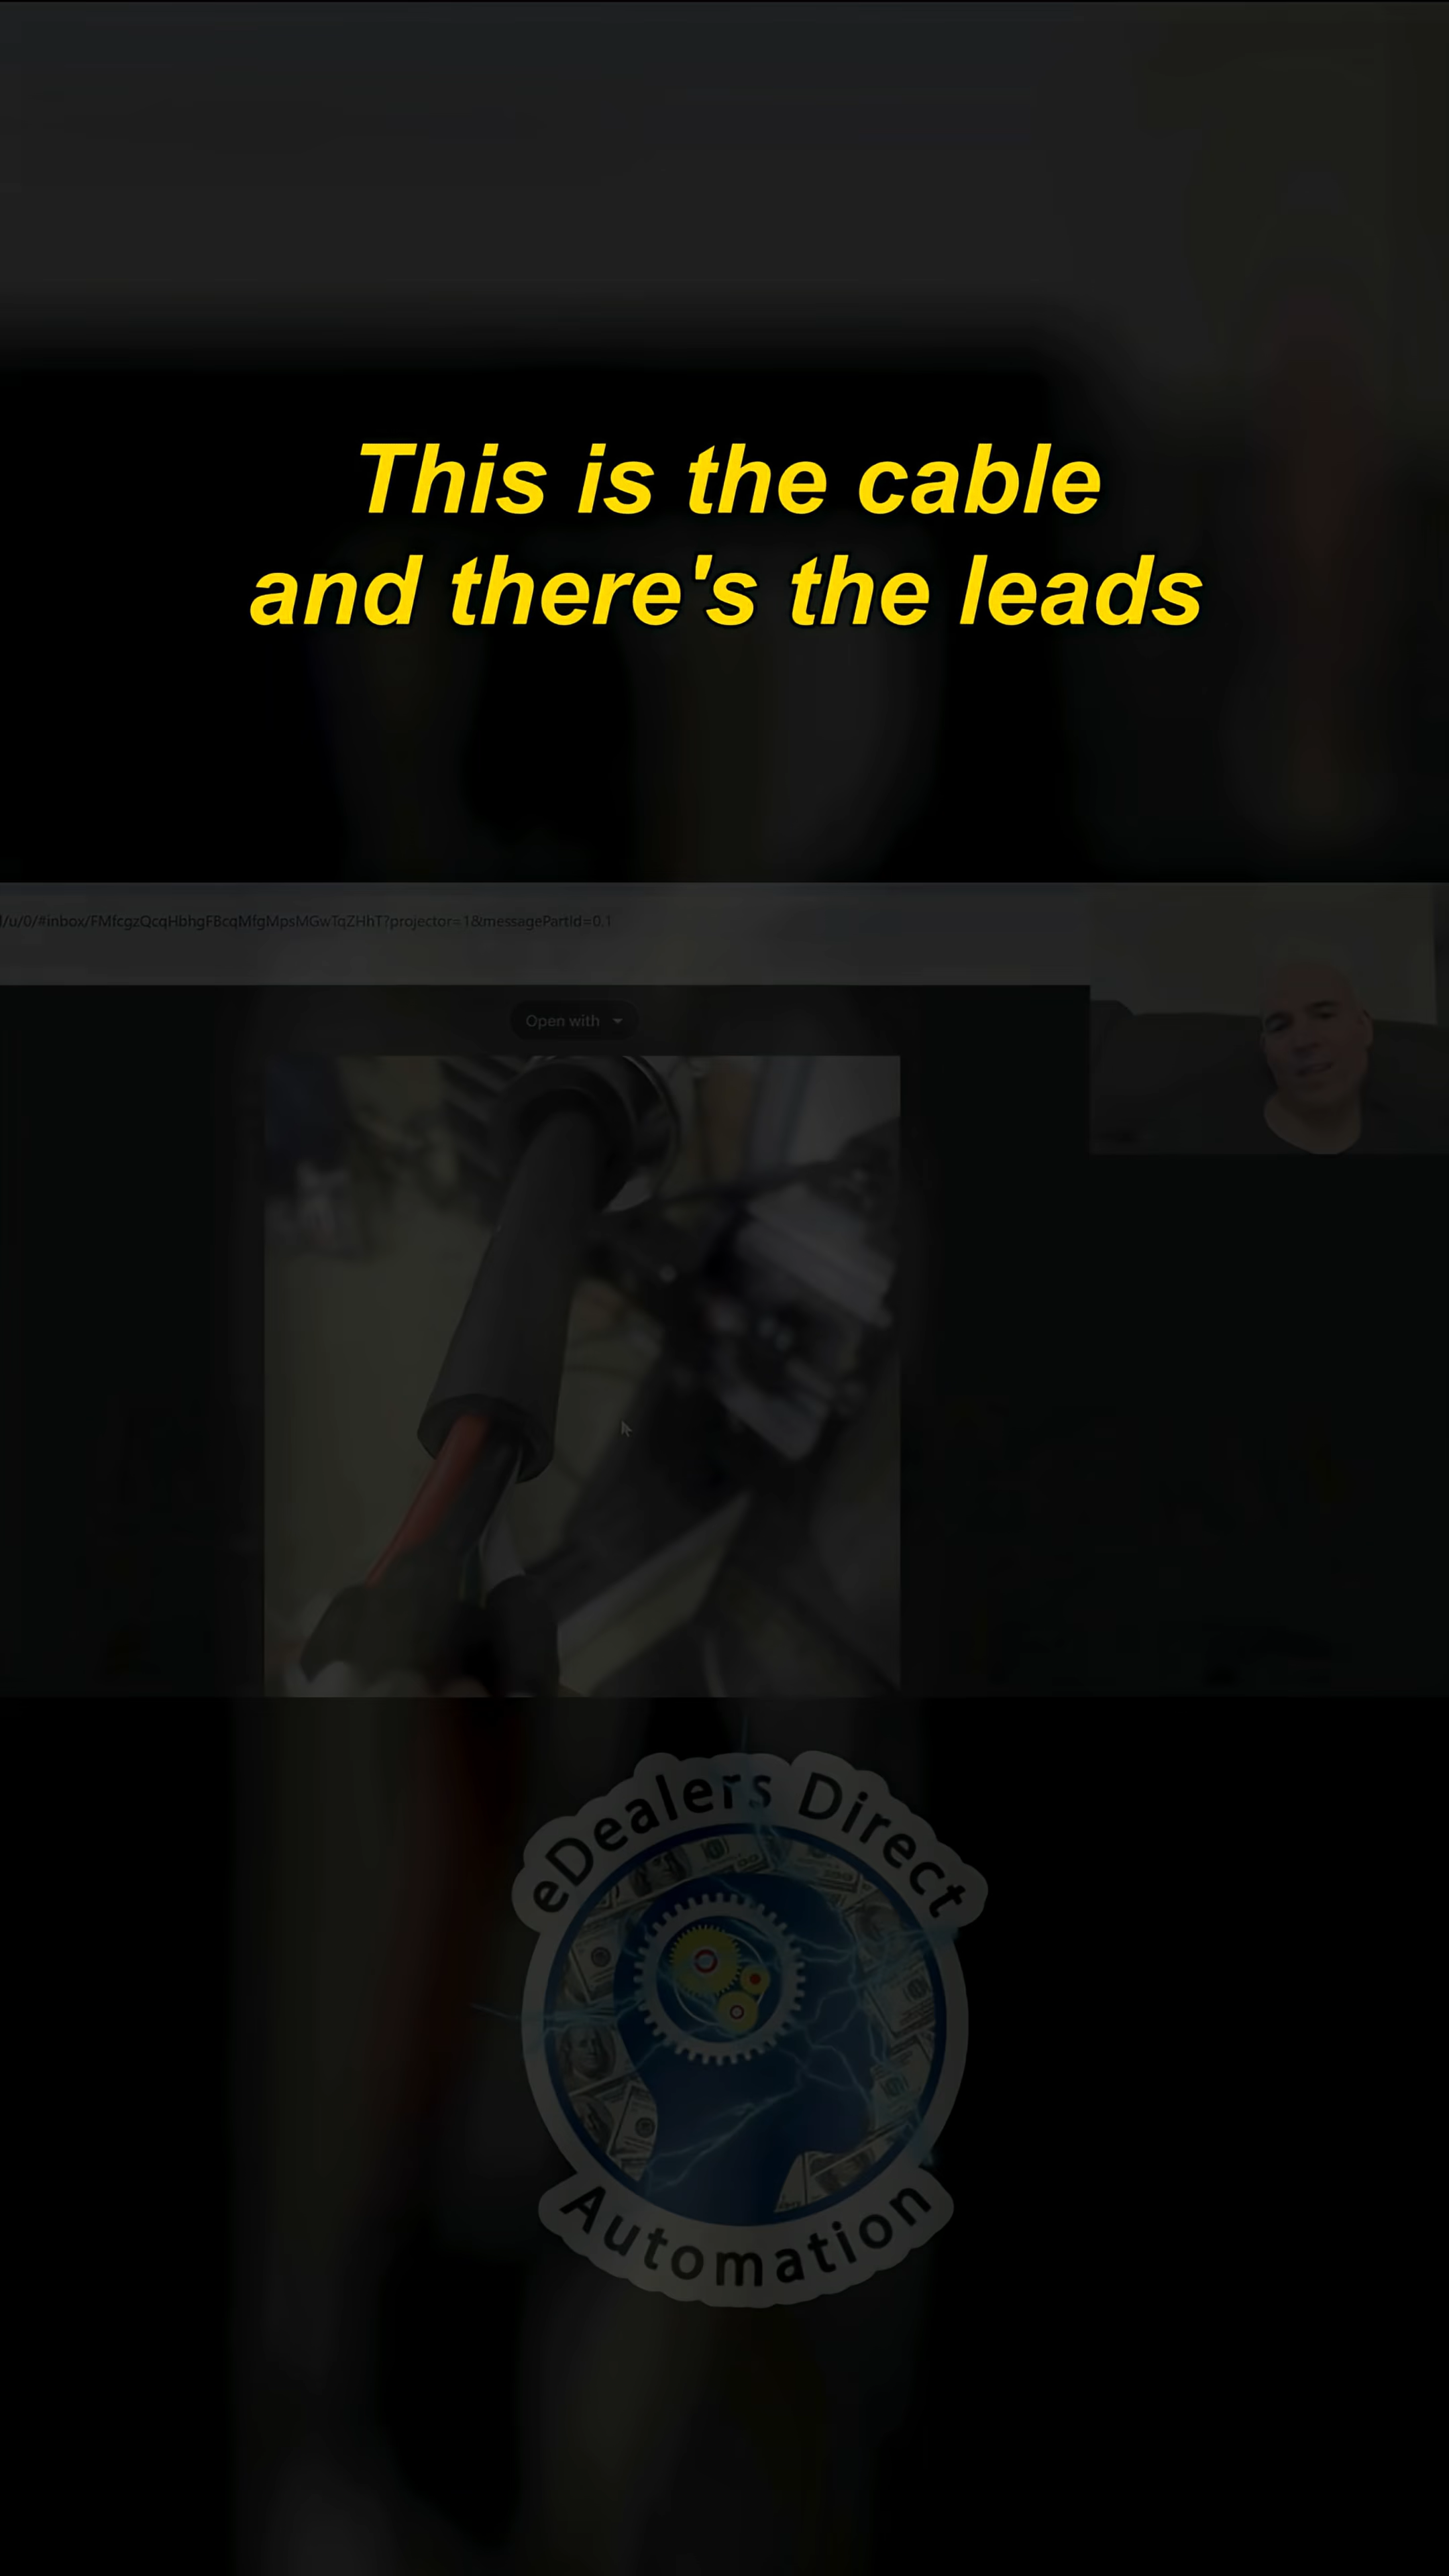 This is the cable
and there's the leads
l/u/0/#inbox/FMfcgzQcqHbhgFBcqMfgMpsMGwTqZHhT?projector=1&messagePartId=0.1
Open with
eDealers Direct
Automation